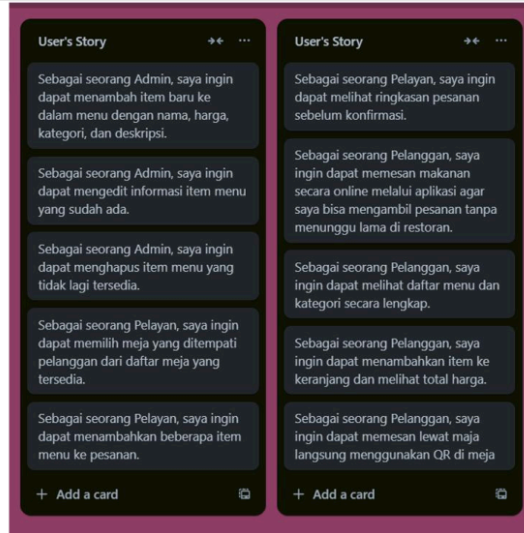 User's Story
Sebagai seorang Admin, saya ingin
dapat menambah item baru ke
dalam menu dengan nama, harga,
kategori, dan deskripsi.
Sebagai seorang Admin, saya ingin
dapat mengedit informasi item menu
yang sudah ada.
Sebagai seorang Admin, saya ingin
dapat menghapus item menu yang
tidak lagi tersedia.
Sebagai seorang Pelayan, saya ingin
dapat memilih meja yang ditempati
pelanggan dari daftar meja yang
tersedia.
Sebagai seorang Pelayan, saya ingin
dapat menambahkan beberapa item
menu ke pesanan.
+ Add a card
User's Story
Sebagai seorang Pelayan, saya ingin
dapat melihat ringkasan pesanan
sebelum konfirmasi.
Sebagai seorang Pelanggan, saya
ingin dapat memesan makanan
secara online melalui aplikasi agar
saya bisa mengambil pesanan tanpa
menunggu lama di restoran.
Sebagai seorang Pelanggan, saya
ingin dapat melihat daftar menu dan
kategori secara lengkap.
Sebagai seorang Pelanggan, saya
ingin dapat menambahkan item ke
keranjang dan melihat total harga.
Sebagai seorang Pelanggan, saya
ingin dapat memesan lewat maja
langsung menggunakan QR di meja
+ Add a card